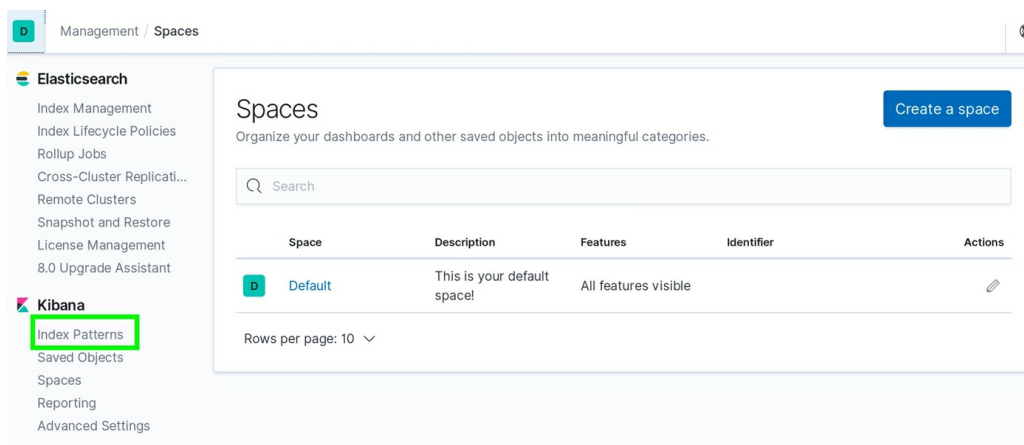 D Management / Spaces
Elasticsearch
Index Management
Index Lifecycle Policies
Rollup Jobs
Cross-Cluster Replicati...
Remote Clusters
Snapshot and Restore
License Management
8.0 Upgrade Assistant
Kibana
Index Patterns
Saved Objects
Spaces
Reporting
Advanced Settings
Spaces
Create a space
Organize your dashboards and other saved objects into meaningful categories.
Search
Space Description Features Identifier Actions
D Default This is your default space! All features visible
Rows per page: 10